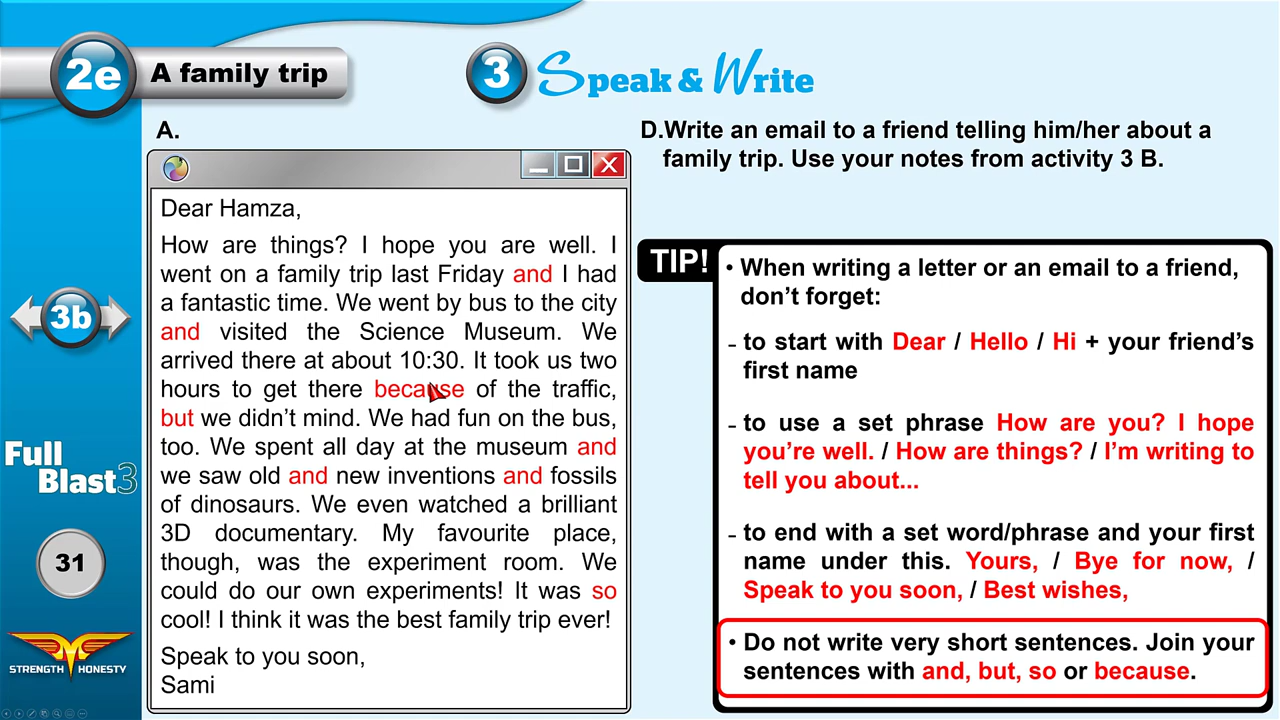 2e
A family trip
3
Speak & Write
A.
Dear Hamza,
How are things? I hope you are well. I
went on a family trip last Friday and I had
a fantastic time. We went by bus to the city
and visited the Science Museum. We
arrived there at about 10:30. It took us two
hours to get there because of the traffic,
but we didn't mind. We had fun on the bus,
too. We spent all day at the museum and
we saw old and new inventions and fossils
of dinosaurs. We even watched a brilliant
3D documentary. My favourite place,
though, was the experiment room. We
could do our own experiments! It was so
cool! I think it was the best family trip ever!
Speak to you soon,
Sami
D.Write an email to a friend telling him/her about a
family trip. Use your notes from activity 3 B.
TIP!
• When writing a letter or an email to a friend,
don't forget:
- to start with Dear / Hello / Hi + your friend's
first name
- to use a set phrase How are you? I hope
you're well. / How are things? / I'm writing to
tell you about...
- to end with a set word/phrase and your first
name under this. Yours, / Bye for now, /
Speak to you soon, / Best wishes,
• Do not write very short sentences. Join your
sentences with and, but, so or because.
3b
Full
Blast3
31
STRENGTH HONESTY